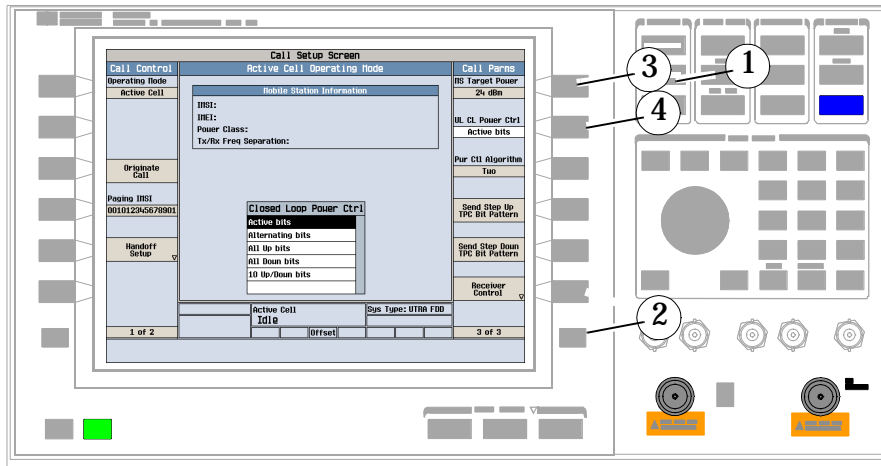 Call Setup Screen
Call Control
Active Cell Operating Mode
Call Parms
Operating Mode
Active Cell
Originate
Call
Paging IMSI
001012345678901
Handoff
Setup
1 of 2
Mobile Station Information
IMSI:
IMEI:
Power Class:
Tx/Rx Freq Separation:
Closed Loop Power Ctrl
Active bits
Alternating bits
All Up bits
All Down bits
10 Up/Down bits
Active Cell
Idle
Sys Type: UTRA FDD
Offset
MS Target Power
24 dBm
UL CL Power Ctrl
Active bits
Pwr Ctl Algorithm
Two
Send Step Up
TPC Bit Pattern
Send Step Down
TPC Bit Pattern
Receiver
Control
3 of 3
3
1
4
2